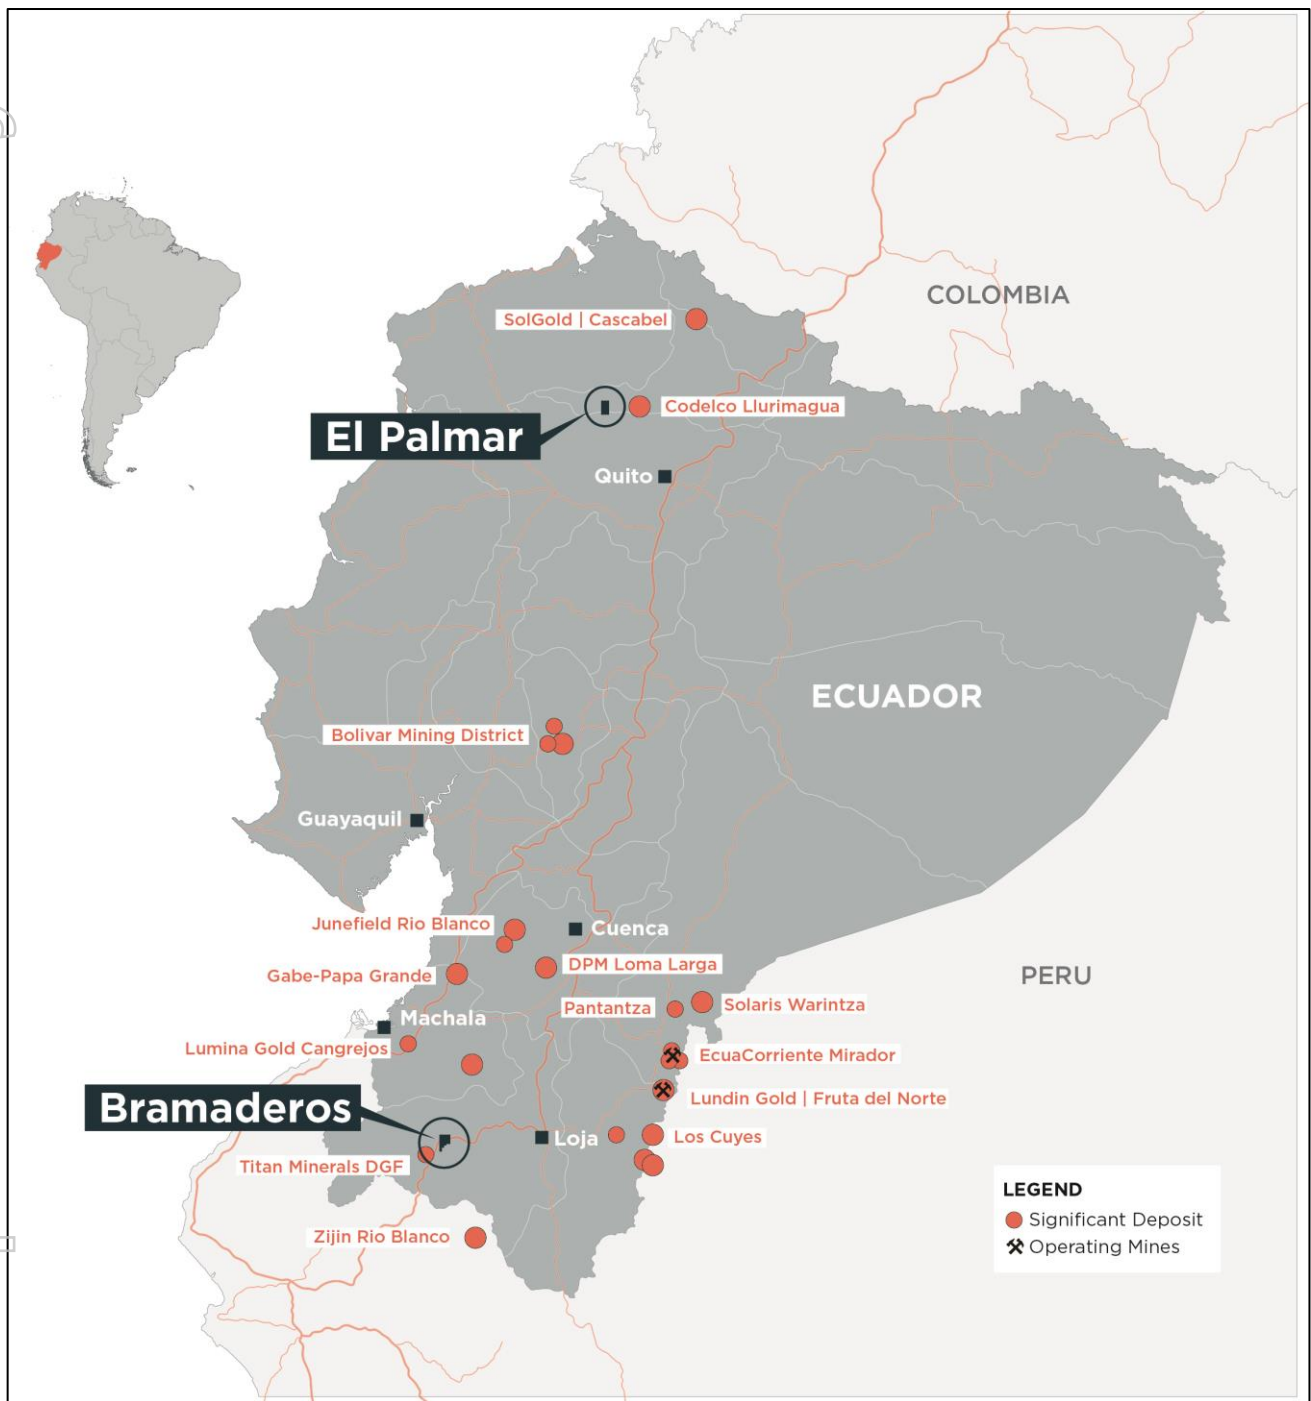 COLOMBIA
SolGold | Cascabel
Codelco Llurimagua
El Palmar
Quito
ECUADOR
Bolivar Mining District
Guayaquil
Junefield Rio Blanco
Cuenca
DPM Loma Larga
Gabe-Papa Grande
PERU
Pantantza
Solaris Warintza
Machala
Lumina Gold Cangrejos
EcuaCorriente Mirador
Lundin Gold | Fruta del Norte
Bramaderos
Loja
Los Cuyes
Titan Minerals DGF
Zijin Rio Blanco
LEGEND
Significant Deposit
Operating Mines